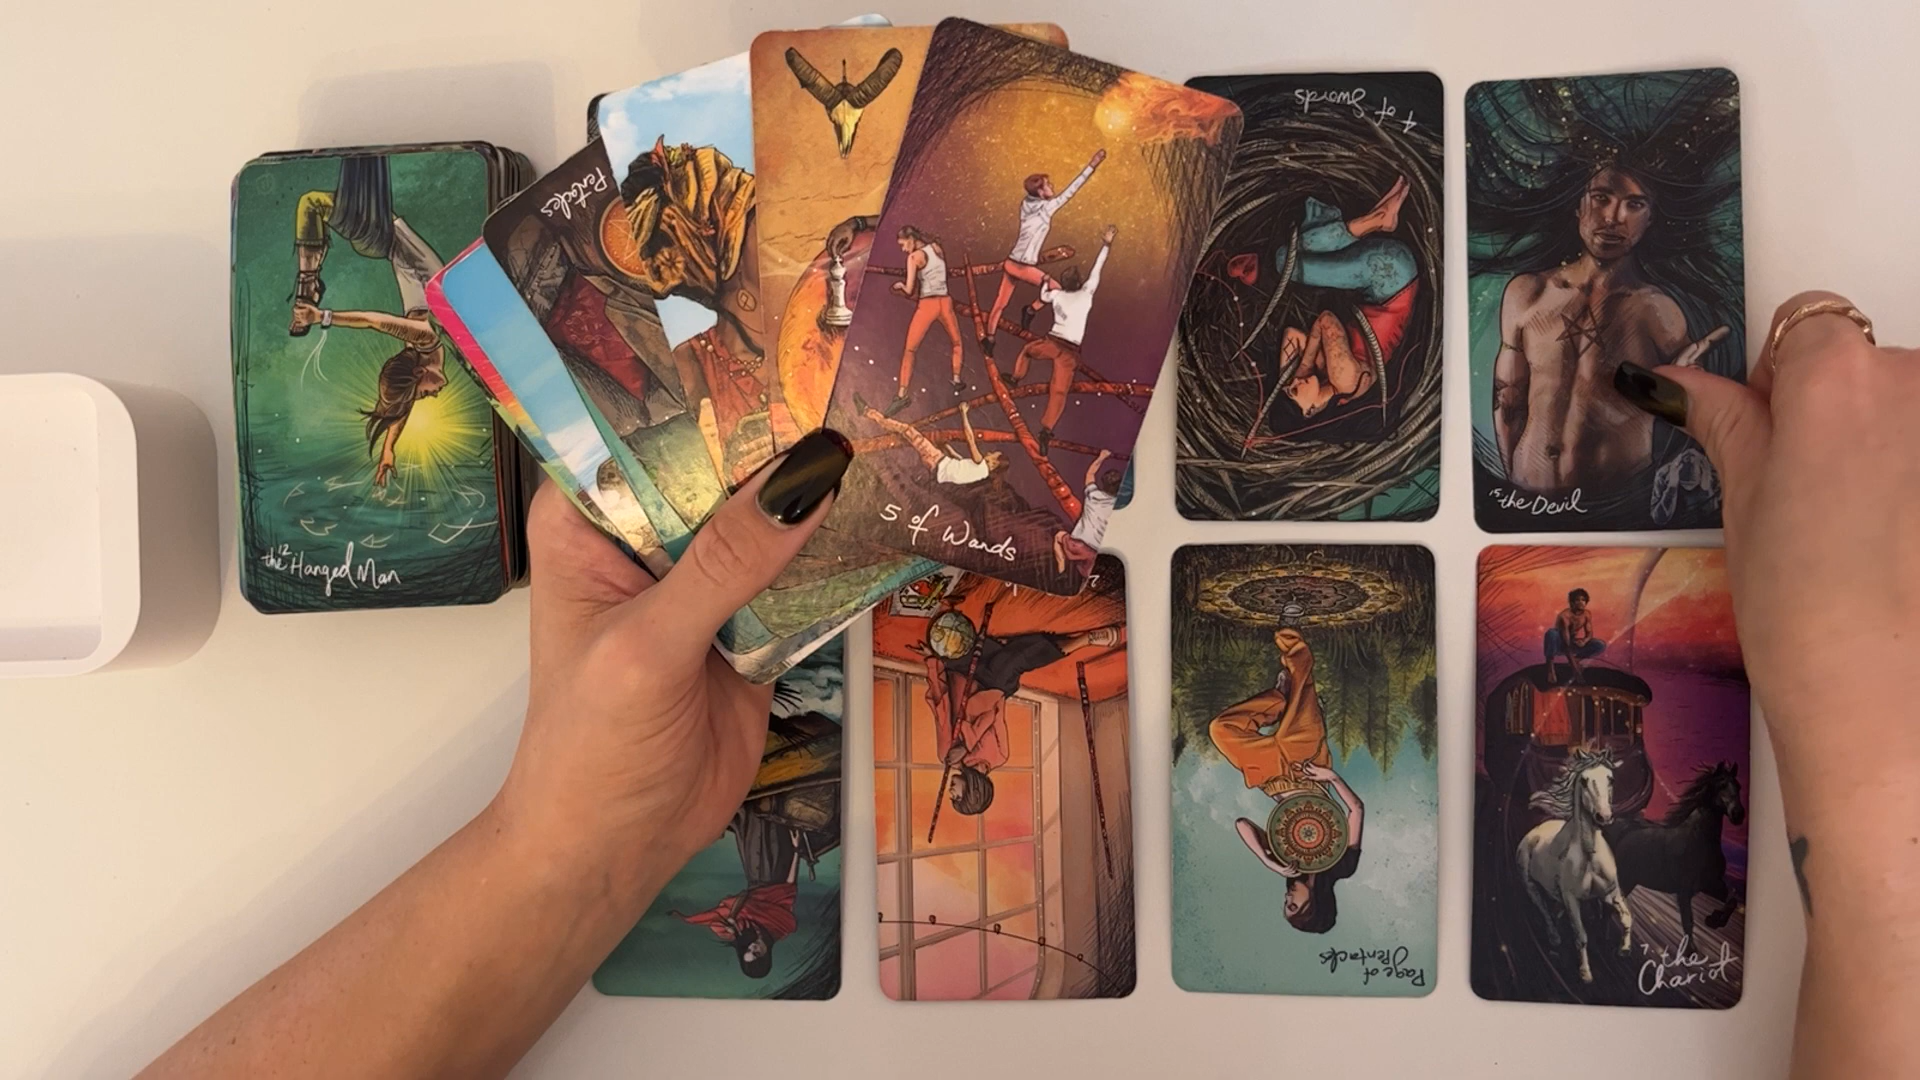 12
the Hanged Man
Pentacles
5 of Wands
4 of Swords
15
the Devil
Page of
Pentacles
7.
the
Chariot